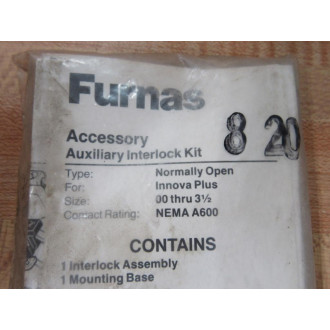 Furnas
8 20
Accessory
Auxiliary Interlock Kit
Type: Normally Open
For: Innova Plus
Size: 00 thru 3½
Contact Rating: NEMA A600
CONTAINS
1 Interlock Assembly
1 Mounting Base